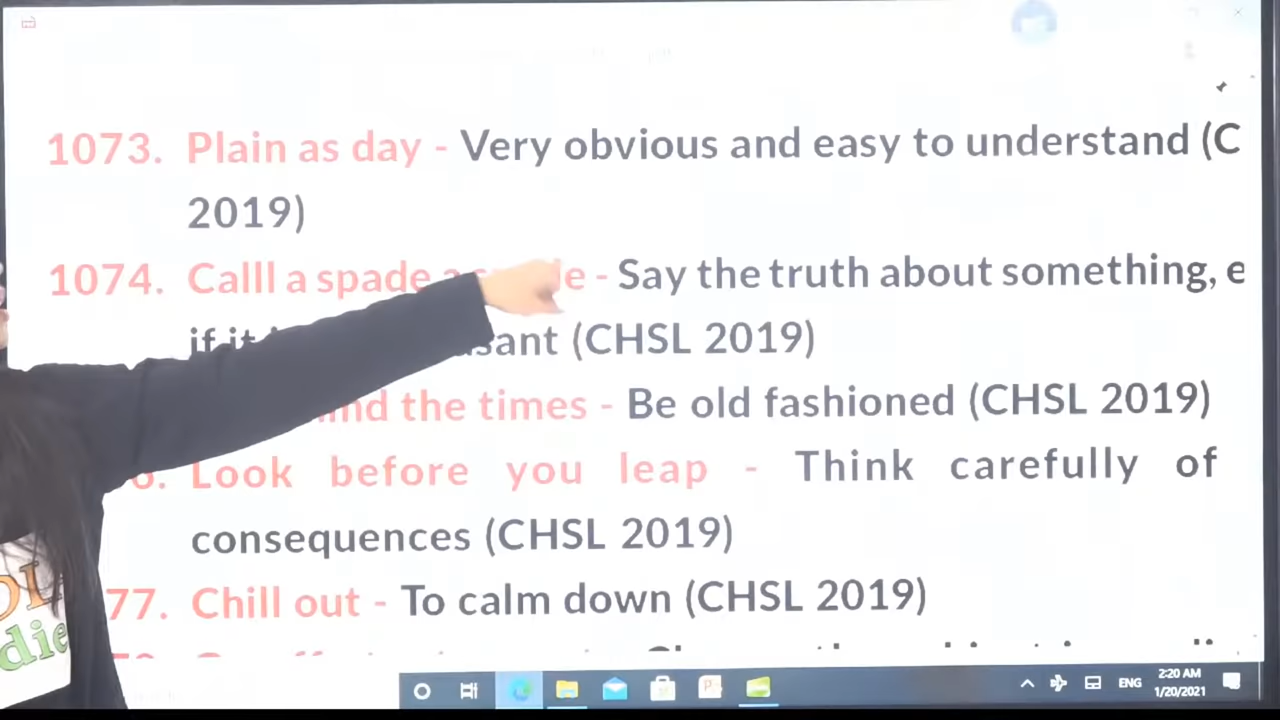 1073. Plain as day - Very obvious and easy to understand (C
2019)
1074. Calll a spade - Say the truth about something, e
if it (CHSL 2019)
the times - Be old fashioned (CHSL 2019)
Look before you leap - Think carefully of
consequences (CHSL 2019)
77. Chill out - To calm down (CHSL 2019)
ENG
2:20 AM
1/20/2021